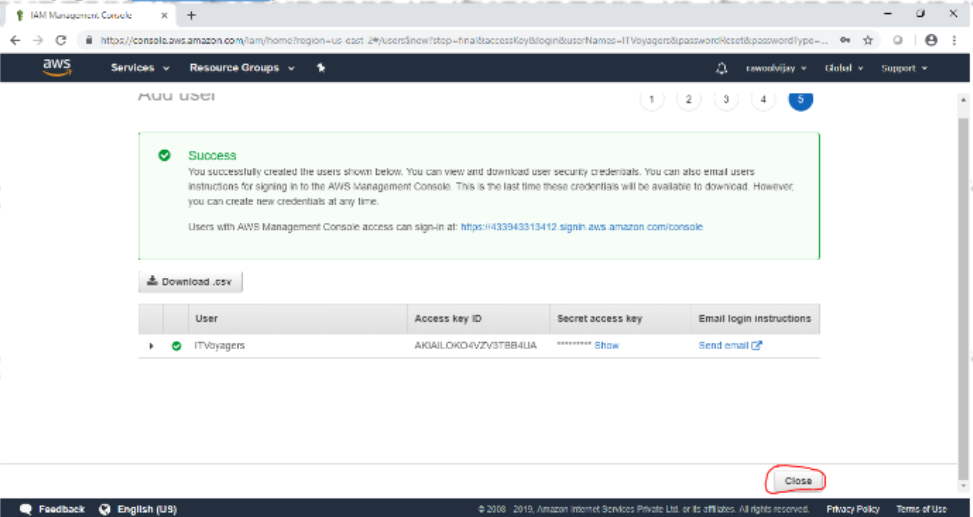 IAM Management Console
https://console.aws.amazon.com/iam/home?region=us-east-2#/users$new?step=final&accessKey&login&userNames=ITVoyagers&passwordReset&passwordType=...
aws Services Resource Groups rawoolvijay Global Support
Add user 1 2 3 4 5
Success
You successfully created the users shown below. You can view and download user security credentials. You can also email users
instructions for signing in to the AWS Management Console. This is the last time these credentials will be available to download. However,
you can create new credentials at any time.
Users with AWS Management Console access can sign-in at: https://433943313412.signin.aws.amazon.com/console
Download .csv
User Access key ID Secret access key Email login instructions
ITVoyagers ********* Show Send email
Close
Feedback English (US) © 2008 - 2019, Amazon Internet Services Private Ltd. or its affiliates. All rights reserved. Privacy Policy Terms of Use